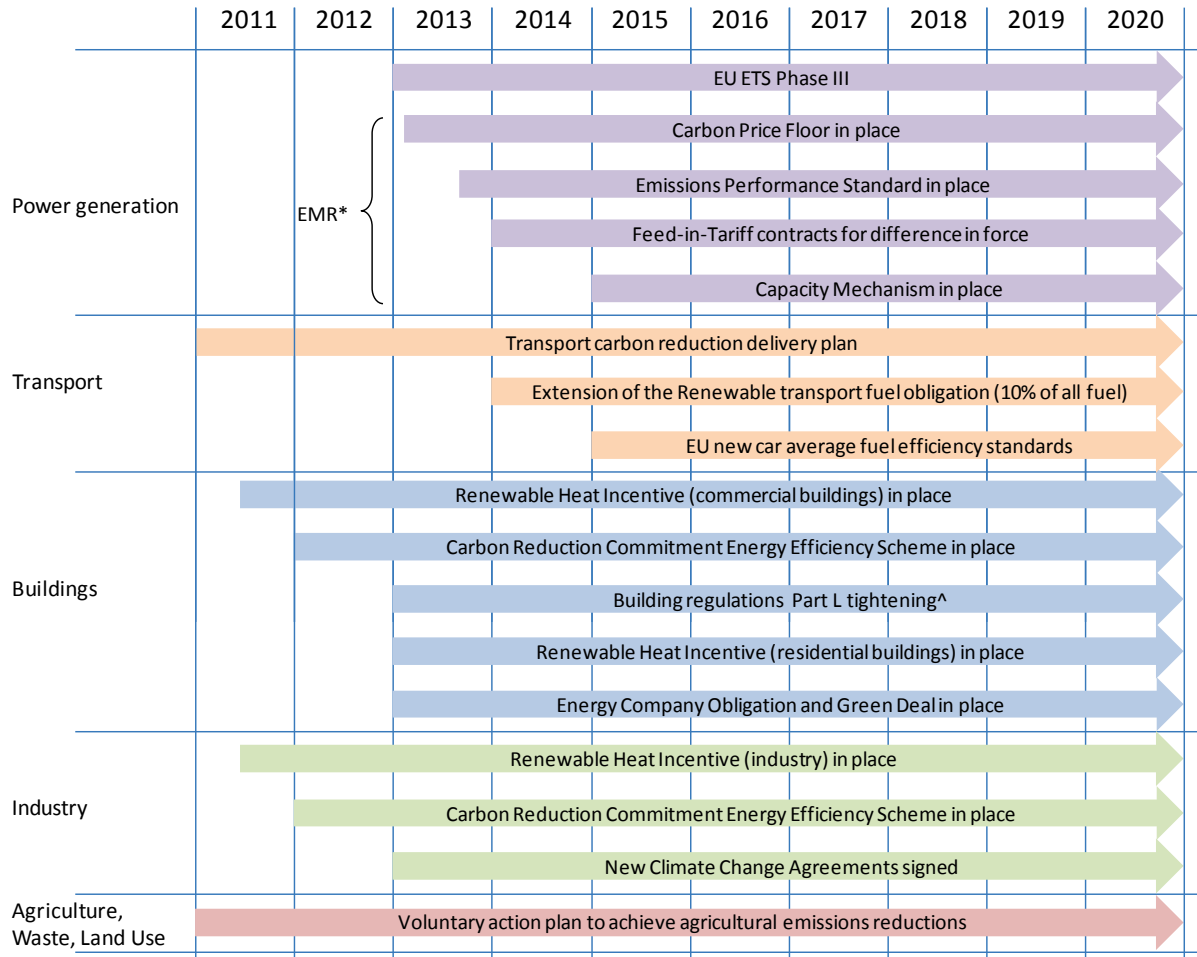 2011 2012 2013 2014 2015 2016 2017 2018 2019 2020
EU ETS Phase III
Carbon Price Floor in place
Emissions Performance Standard in place
Power generation
EMR*
Feed-in-Tariff contracts for difference in force
Capacity Mechanism in place
Transport carbon reduction delivery plan
Transport
Extension of the Renewable transport fuel obligation (10% of all fuel)
EU new car average fuel efficiency standards
Renewable Heat Incentive (commercial buildings) in place
Carbon Reduction Commitment Energy Efficiency Scheme in place
Buildings
Building regulations Part L tightening^
Renewable Heat Incentive (residential buildings) in place
Energy Company Obligation and Green Deal in place
Renewable Heat Incentive (industry) in place
Industry
Carbon Reduction Commitment Energy Efficiency Scheme in place
New Climate Change Agreements signed
Agriculture,
Waste, Land Use
Voluntary action plan to achieve agricultural emissions reductions